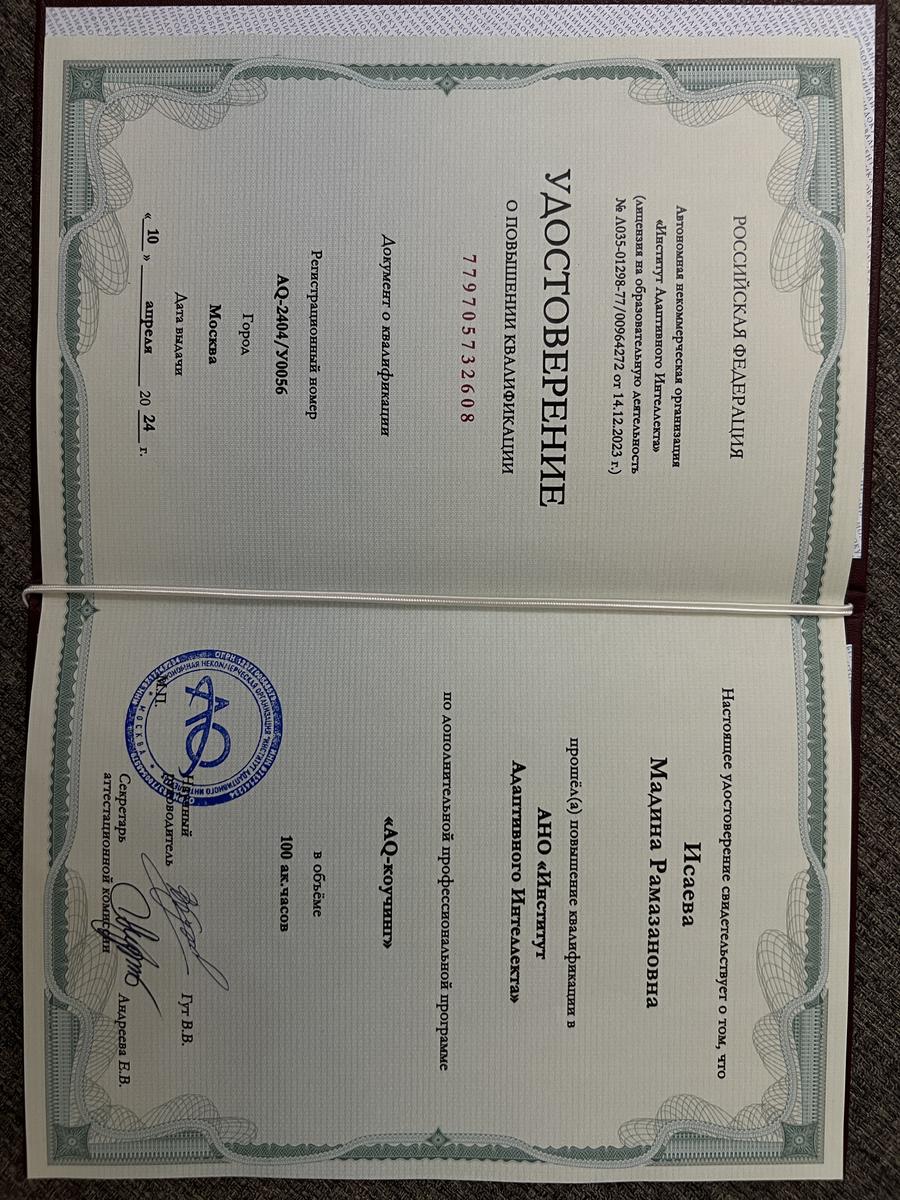 РОССИЙСКАЯ ФЕДЕРАЦИЯ
Автономная некоммерческая организация
«Институт Адаптивного Интеллекта»
(лицензия на образовательную деятельность
№ Л035-01298-77/00964272 от 14.12.2023 г.)
УДОСТОВЕРЕНИЕ
О ПОВЫШЕНИИ КВАЛИФИКАЦИИ
779705732608
Документ о квалификации
Регистрационный номер
AQ-2404/У0056
Город
Москва
Дата выдачи
« 10 » апреля 20 24 г.
Настоящее удостоверение свидетельствует о том, что
Исаева
Мадина Рамазановна
прошёл(а) повышение квалификации в
АНО «Институт
Адаптивного Интеллекта»
по дополнительной профессиональной программе
«AQ-коучинг»
в объёме
100 ак.часов
Научный
руководитель Гут В.В.
М.П.
Секретарь
аттестационной комиссии Андреева Е.В.
МОСКВА